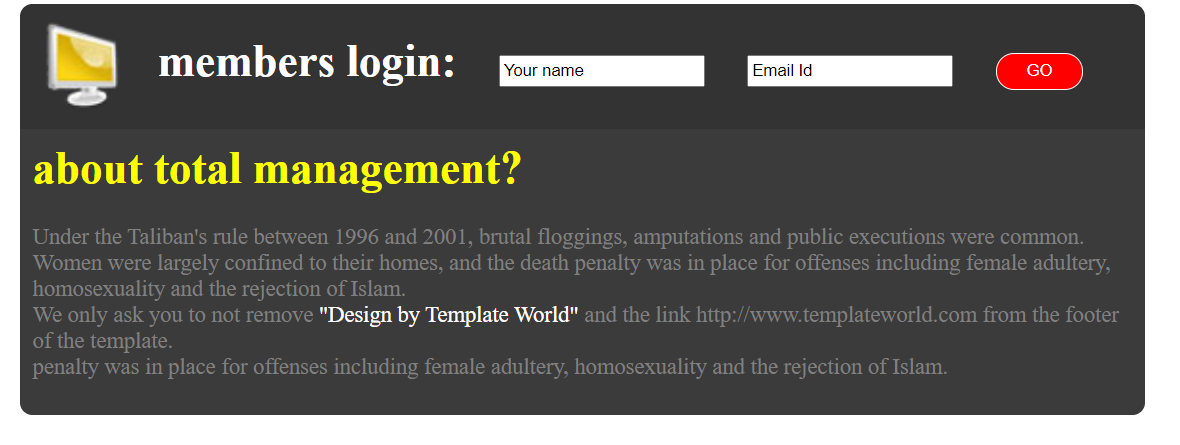 members login:
Your name
Email Id
GO
about total management?
Under the Taliban's rule between 1996 and 2001, brutal floggings, amputations and public executions were common.
Women were largely confined to their homes, and the death penalty was in place for offenses including female adultery,
homosexuality and the rejection of Islam.
We only ask you to not remove "Design by Template World" and the link http://www.templateworld.com from the footer
of the template.
penalty was in place for offenses including female adultery, homosexuality and the rejection of Islam.